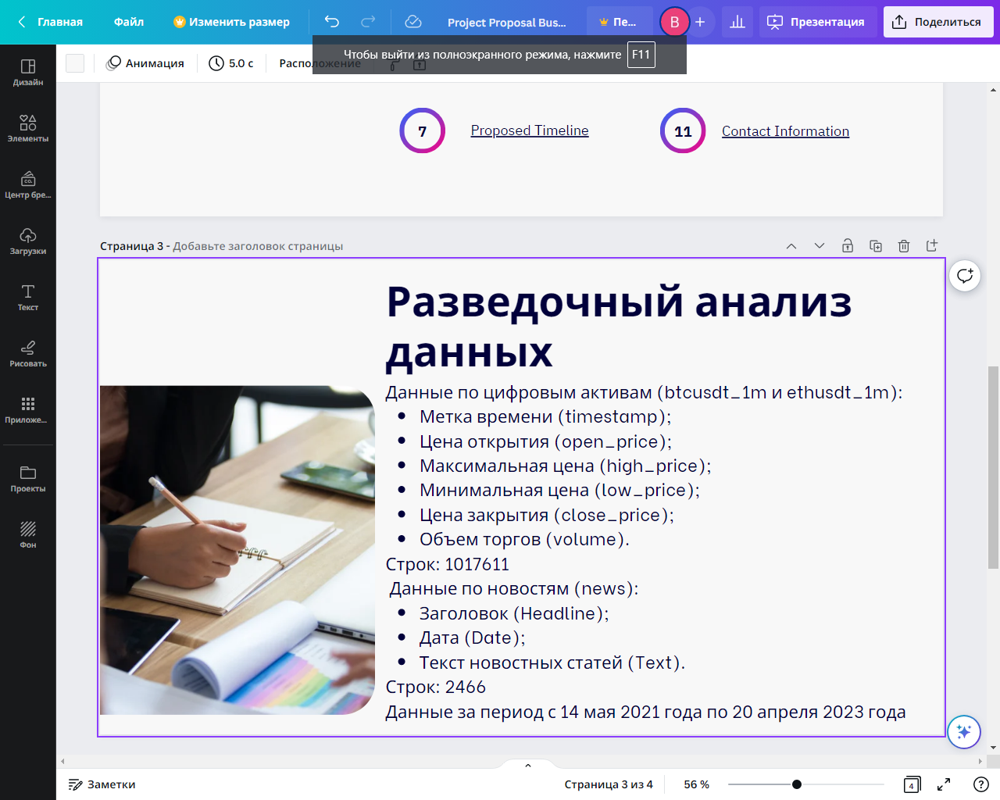 Главная
Файл
Изменить размер
Project Proposal Bus...
Пе...
B
Презентация
Поделиться
Чтобы выйти из полноэкранного режима, нажмите F11
Анимация
5.0 с
Расположение
Дизайн
Элементы
Центр бре...
Загрузки
Текст
Рисовать
Приложе...
Проекты
Фон
7
Proposed Timeline
11
Contact Information
Страница 3 - Добавьте заголовок страницы
Разведочный анализ
данных
Данные по цифровым активам (btcusdt_1m и ethusdt_1m):
• Метка времени (timestamp);
• Цена открытия (open_price);
• Максимальная цена (high_price);
• Минимальная цена (low_price);
• Цена закрытия (close_price);
• Объем торгов (volume).
Строк: 1017611
Данные по новостям (news):
• Заголовок (Headline);
• Дата (Date);
• Текст новостных статей (Text).
Строк: 2466
Данные за период с 14 мая 2021 года по 20 апреля 2023 года
Заметки
Страница 3 из 4
56 %
4